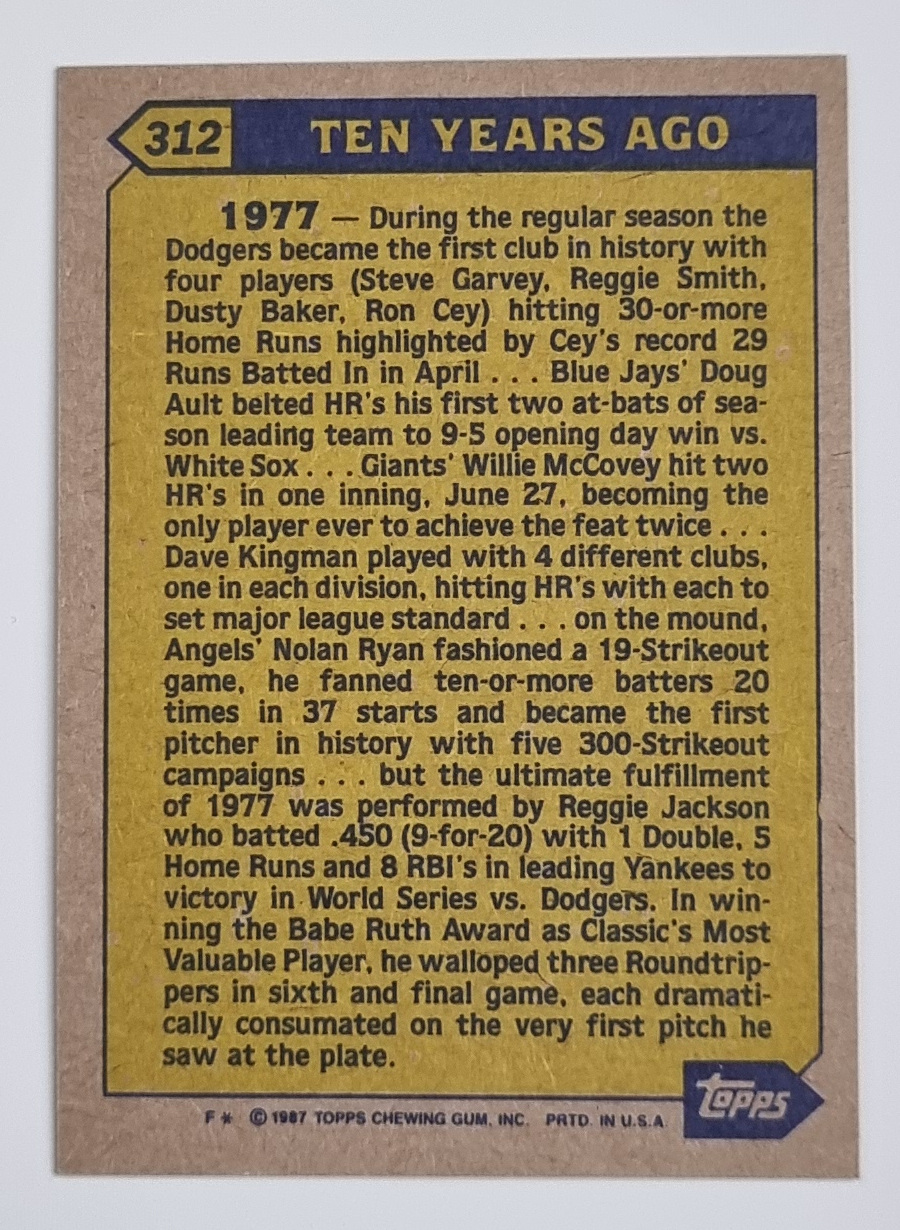 312 TEN YEARS AGO
1977 — During the regular season the
Dodgers became the first club in history with
four players (Steve Garvey, Reggie Smith,
Dusty Baker, Ron Cey) hitting 30-or-more
Home Runs highlighted by Cey's record 29
Runs Batted In in April . . . Blue Jays' Doug
Ault belted HR's his first two at-bats of sea-
son leading team to 9-5 opening day win vs.
White Sox . . . Giants' Willie McCovey hit two
HR's in one inning, June 27, becoming the
only player ever to achieve the feat twice . . .
Dave Kingman played with 4 different clubs,
one in each division, hitting HR's with each to
set major league standard . . . on the mound,
Angels' Nolan Ryan fashioned a 19-Strikeout
game, he fanned ten-or-more batters 20
times in 37 starts and became the first
pitcher in history with five 300-Strikeout
campaigns . . . but the ultimate fulfillment
of 1977 was performed by Reggie Jackson
who batted .450 (9-for-20) with 1 Double, 5
Home Runs and 8 RBI's in leading Yankees to
victory in World Series vs. Dodgers. In win-
ning the Babe Ruth Award as Classic's Most
Valuable Player, he walloped three Roundtrip-
pers in sixth and final game, each dramati-
cally consumated on the very first pitch he
saw at the plate.
topps
F* © 1987 TOPPS CHEWING GUM, INC. PRTD. IN U.S.A.